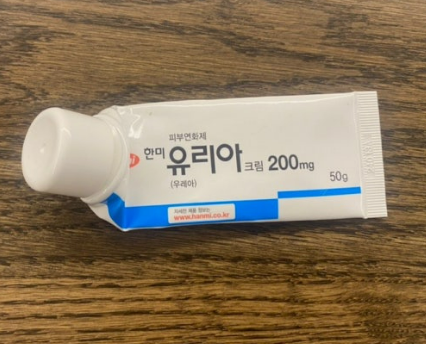 피부연화제
한미 유리아 크림 200mg
(우레아)
50g
자세한 제품 정보는
www.hanmi.co.kr